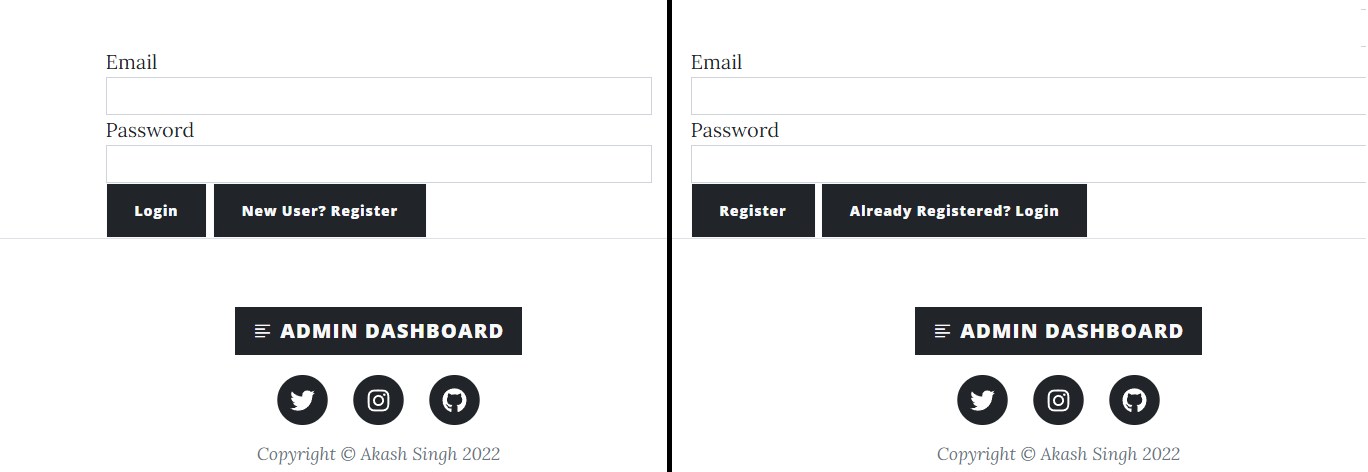 Email
Password
Login New User? Register
ADMIN DASHBOARD
Copyright © Akash Singh 2022
Email
Password
Register Already Registered? Login
ADMIN DASHBOARD
Copyright © Akash Singh 2022